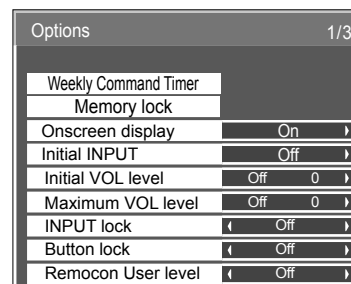 Options 1/3
Weekly Command Timer
Memory lock
Onscreen display On
Initial INPUT Off
Initial VOL level Off 0
Maximum VOL level Off 0
INPUT lock Off
Button lock Off
Remocon User level Off